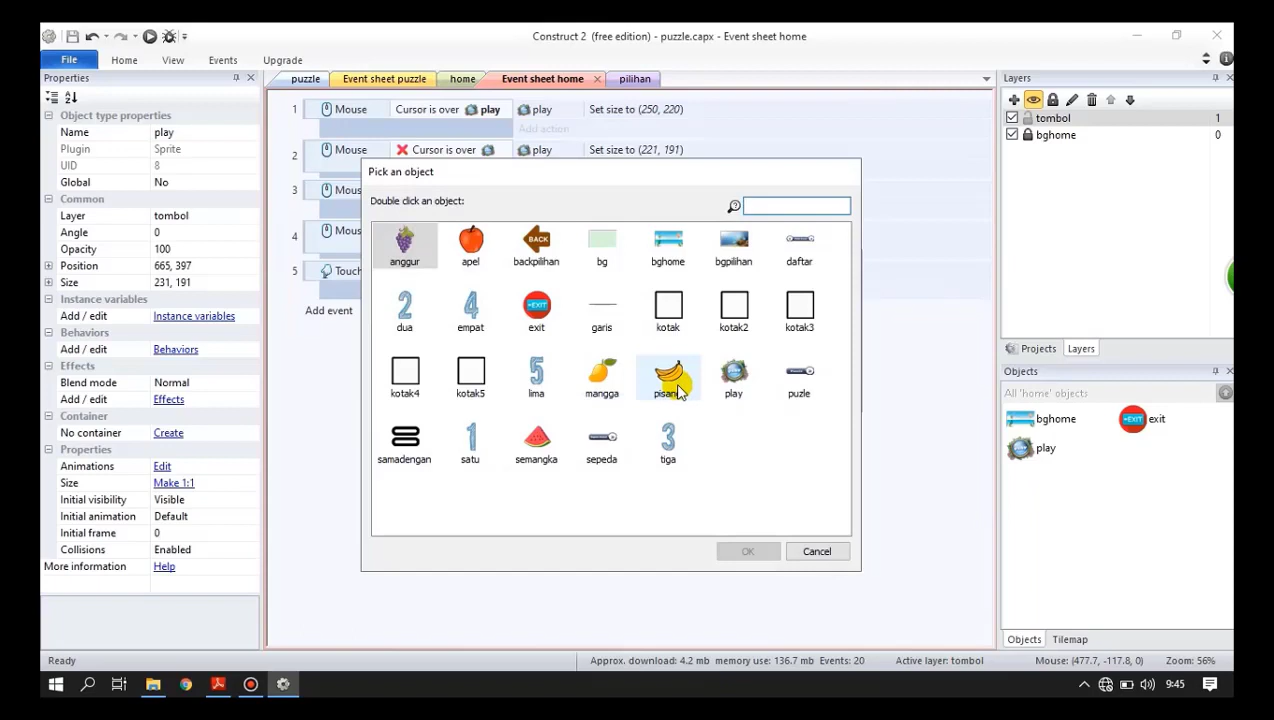 Construct 2 (free edition) - puzzle.capx - Event sheet home
File Home View Events Upgrade
Properties
puzzle Event sheet puzzle home Event sheet home pilihan
Object type properties
Name play
Plugin Sprite
UID 8
Global No
Common
Layer tombol
Angle 0
Opacity 100
Position 665, 397
Size 231, 191
Instance variables
Add / edit Instance variables
Behaviors
Add / edit Behaviors
Effects
Blend mode Normal
Add / edit Effects
Container
No container Create
Properties
Animations Edit
Size Make 1:1
Initial visibility Visible
Initial animation Default
Initial frame 0
Collisions Enabled
More information Help
1 Mouse Cursor is over play play Set size to (250, 220)
Add action
2 Mouse Cursor is over play Set size to (221, 191)
3 Mous
4 Mous
5 Touch
Add event
Pick an object
Double click an object:
anggur apel backpilihan bg bghome bgpilihan daftar
dua empat exit garis kotak kotak2 kotak3
kotak4 kotak5 lima mangga play puzle
samadengan satu semangka sepeda tiga
OK Cancel
Layers
tombol 1
bghome 0
Projects Layers
Objects
All 'home' objects
bghome exit
play
Objects Tilemap
Ready Approx. download: 4.2 mb memory use: 136.7 mb Events: 20 Active layer: tombol Mouse: (477.7, -117.8, 0) Zoom: 56%
9:45